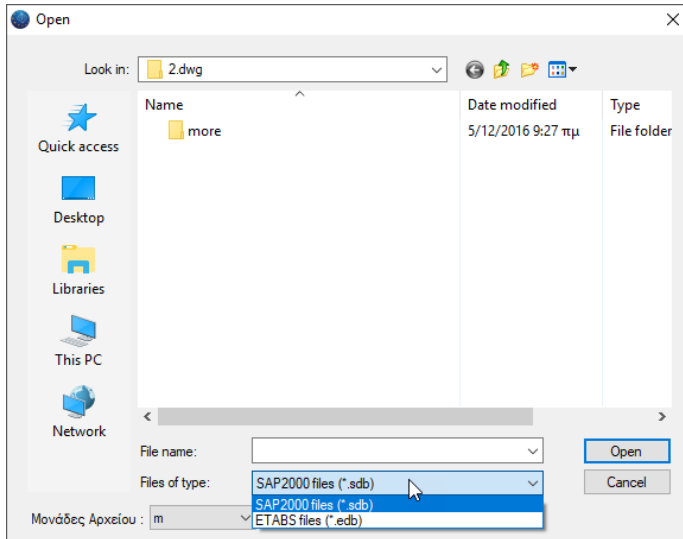 Open
Look in: 2.dwg
Name Date modified Type
more 5/12/2016 9:27 πμ File folder
Quick access
Desktop
Libraries
This PC
Network
File name: Open
Files of type: SAP2000 files (*.sdb) Cancel
SAP2000 files (*.sdb)
ETABS files (*.edb)
Μονάδες Αρχείου : m